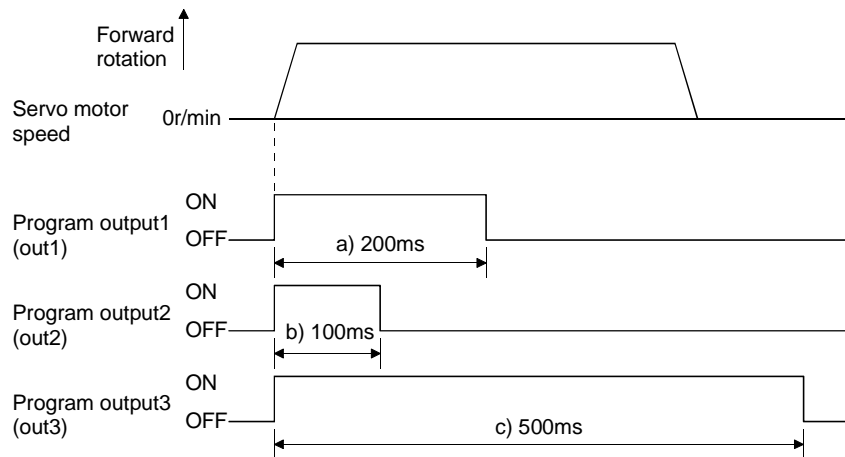 Forward
rotation
Servo motor
speed
0r/min
Program output1
(out1)
ON
OFF
a) 200ms
Program output2
(out2)
ON
OFF
b) 100ms
Program output3
(out3)
ON
OFF
c) 500ms